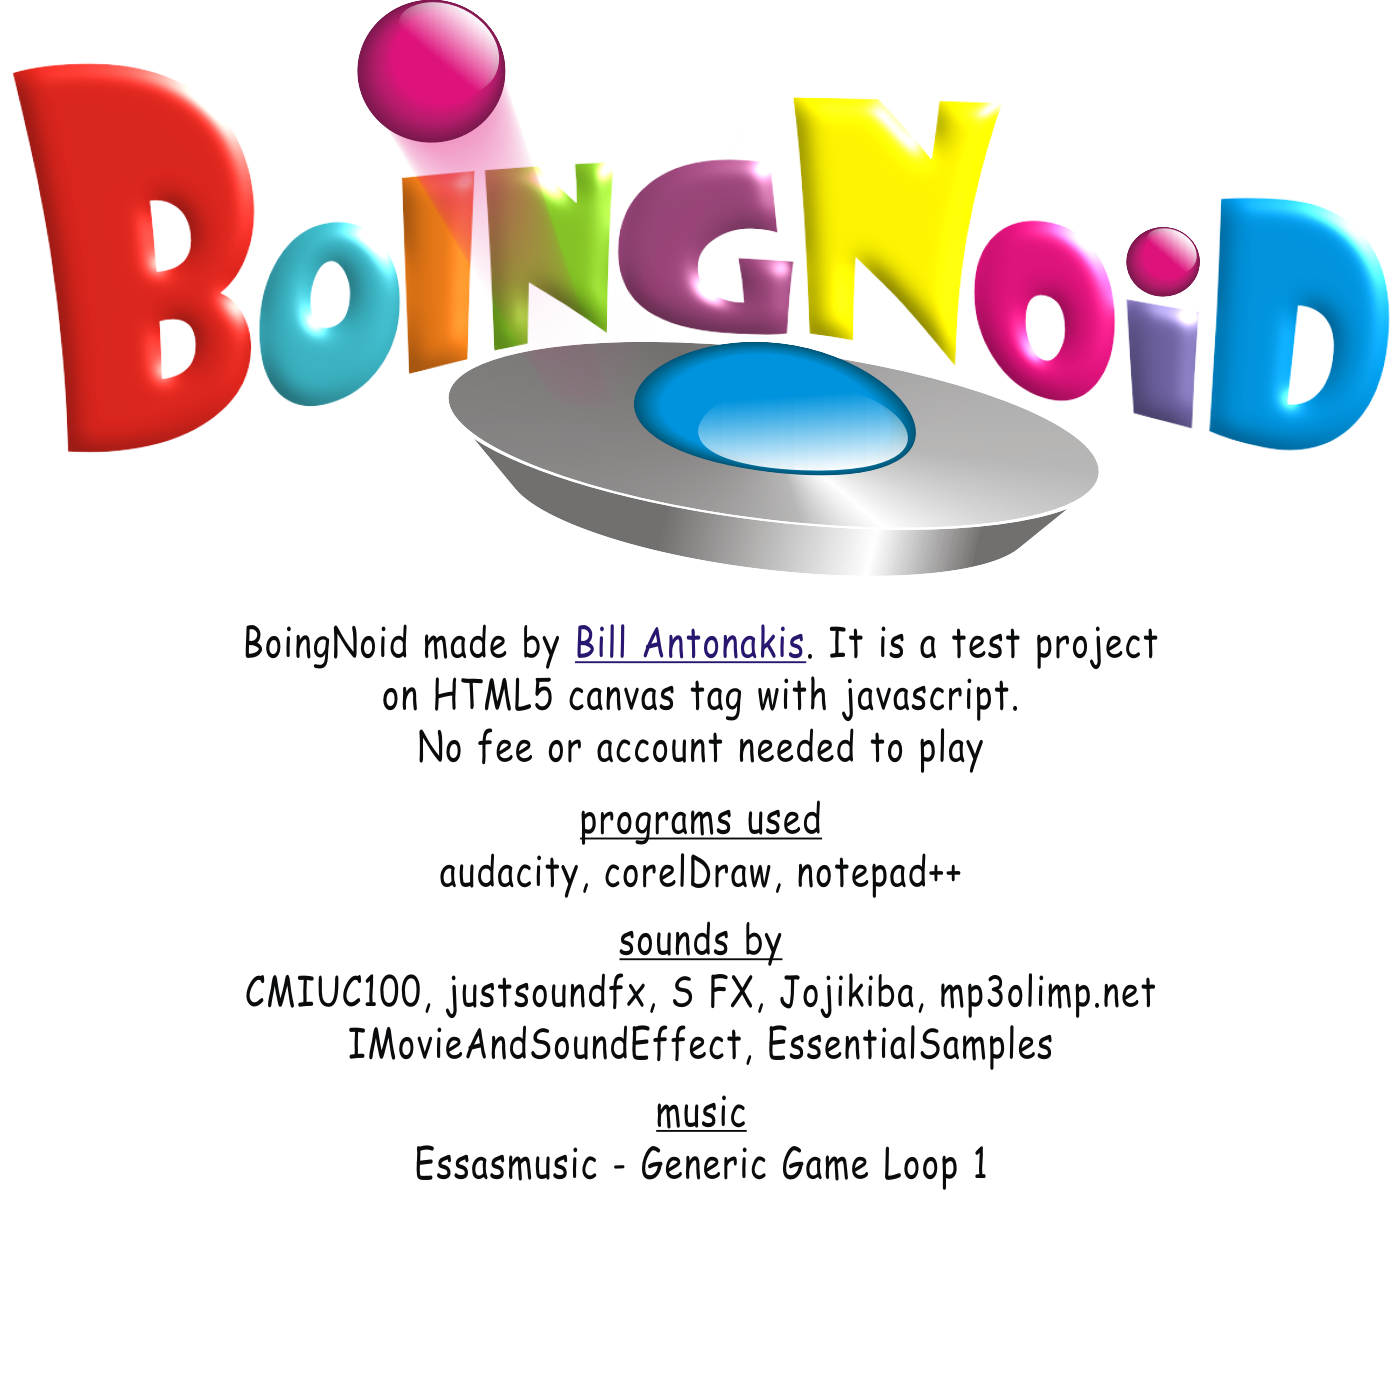 BoingNoiD
BoingNoid made by Bill Antonakis. It is a test project
on HTML5 canvas tag with javascript.
No fee or account needed to play
programs used
audacity, corelDraw, notepad++
sounds by
CMIUC100, justsoundfx, S FX, Jojikiba, mp3olimp.net
IMovieAndSoundEffect, EssentialSamples
music
Essasmusic - Generic Game Loop 1